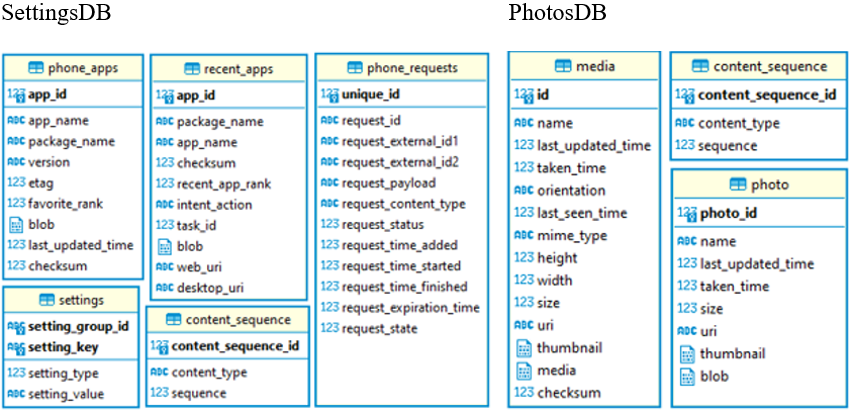 SettingsDB
phone_apps
123 app_id
ABC app_name
ABC package_name
ABC version
123 etag
123 favorite_rank
blob
123 last_updated_time
123 checksum
recent_apps
123 app_id
ABC package_name
ABC app_name
123 checksum
123 recent_app_rank
ABC intent_action
123 task_id
blob
ABC web_uri
ABC desktop_uri
phone_requests
123 unique_id
ABC request_id
ABC request_external_id1
ABC request_external_id2
ABC request_payload
ABC request_content_type
123 request_status
123 request_time_added
123 request_time_started
123 request_time_finished
123 request_expiration_time
123 request_state
settings
ABC setting_group_id
ABC setting_key
123 setting_type
ABC setting_value
content_sequence
123 content_sequence_id
ABC content_type
123 sequence
PhotosDB
media
123 id
ABC name
123 last_updated_time
123 taken_time
ABC orientation
123 last_seen_time
ABC mime_type
123 height
123 width
123 size
ABC uri
thumbnail
media
123 checksum
content_sequence
123 content_sequence_id
ABC content_type
123 sequence
photo
123 photo_id
ABC name
123 last_updated_time
123 taken_time
123 size
ABC uri
thumbnail
blob